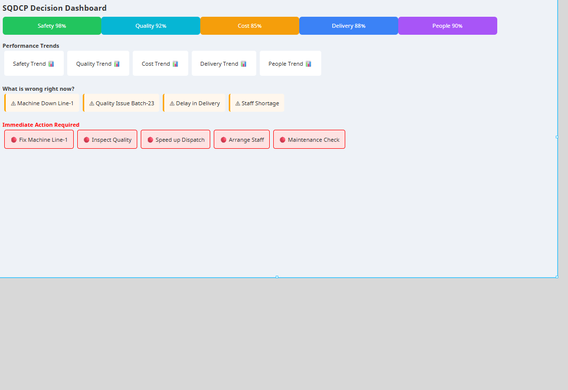 SQDCP Decision Dashboard
Safety 98% Quality 92% Cost 85% Delivery 88% People 90%
Performance Trends
Safety Trend Quality Trend Cost Trend Delivery Trend People Trend
What is wrong right now?
⚠ Machine Down Line-1 ⚠ Quality Issue Batch-23 ⚠ Delay in Delivery ⚠ Staff Shortage
Immediate Action Required
Fix Machine Line-1 Inspect Quality Speed up Dispatch Arrange Staff Maintenance Check